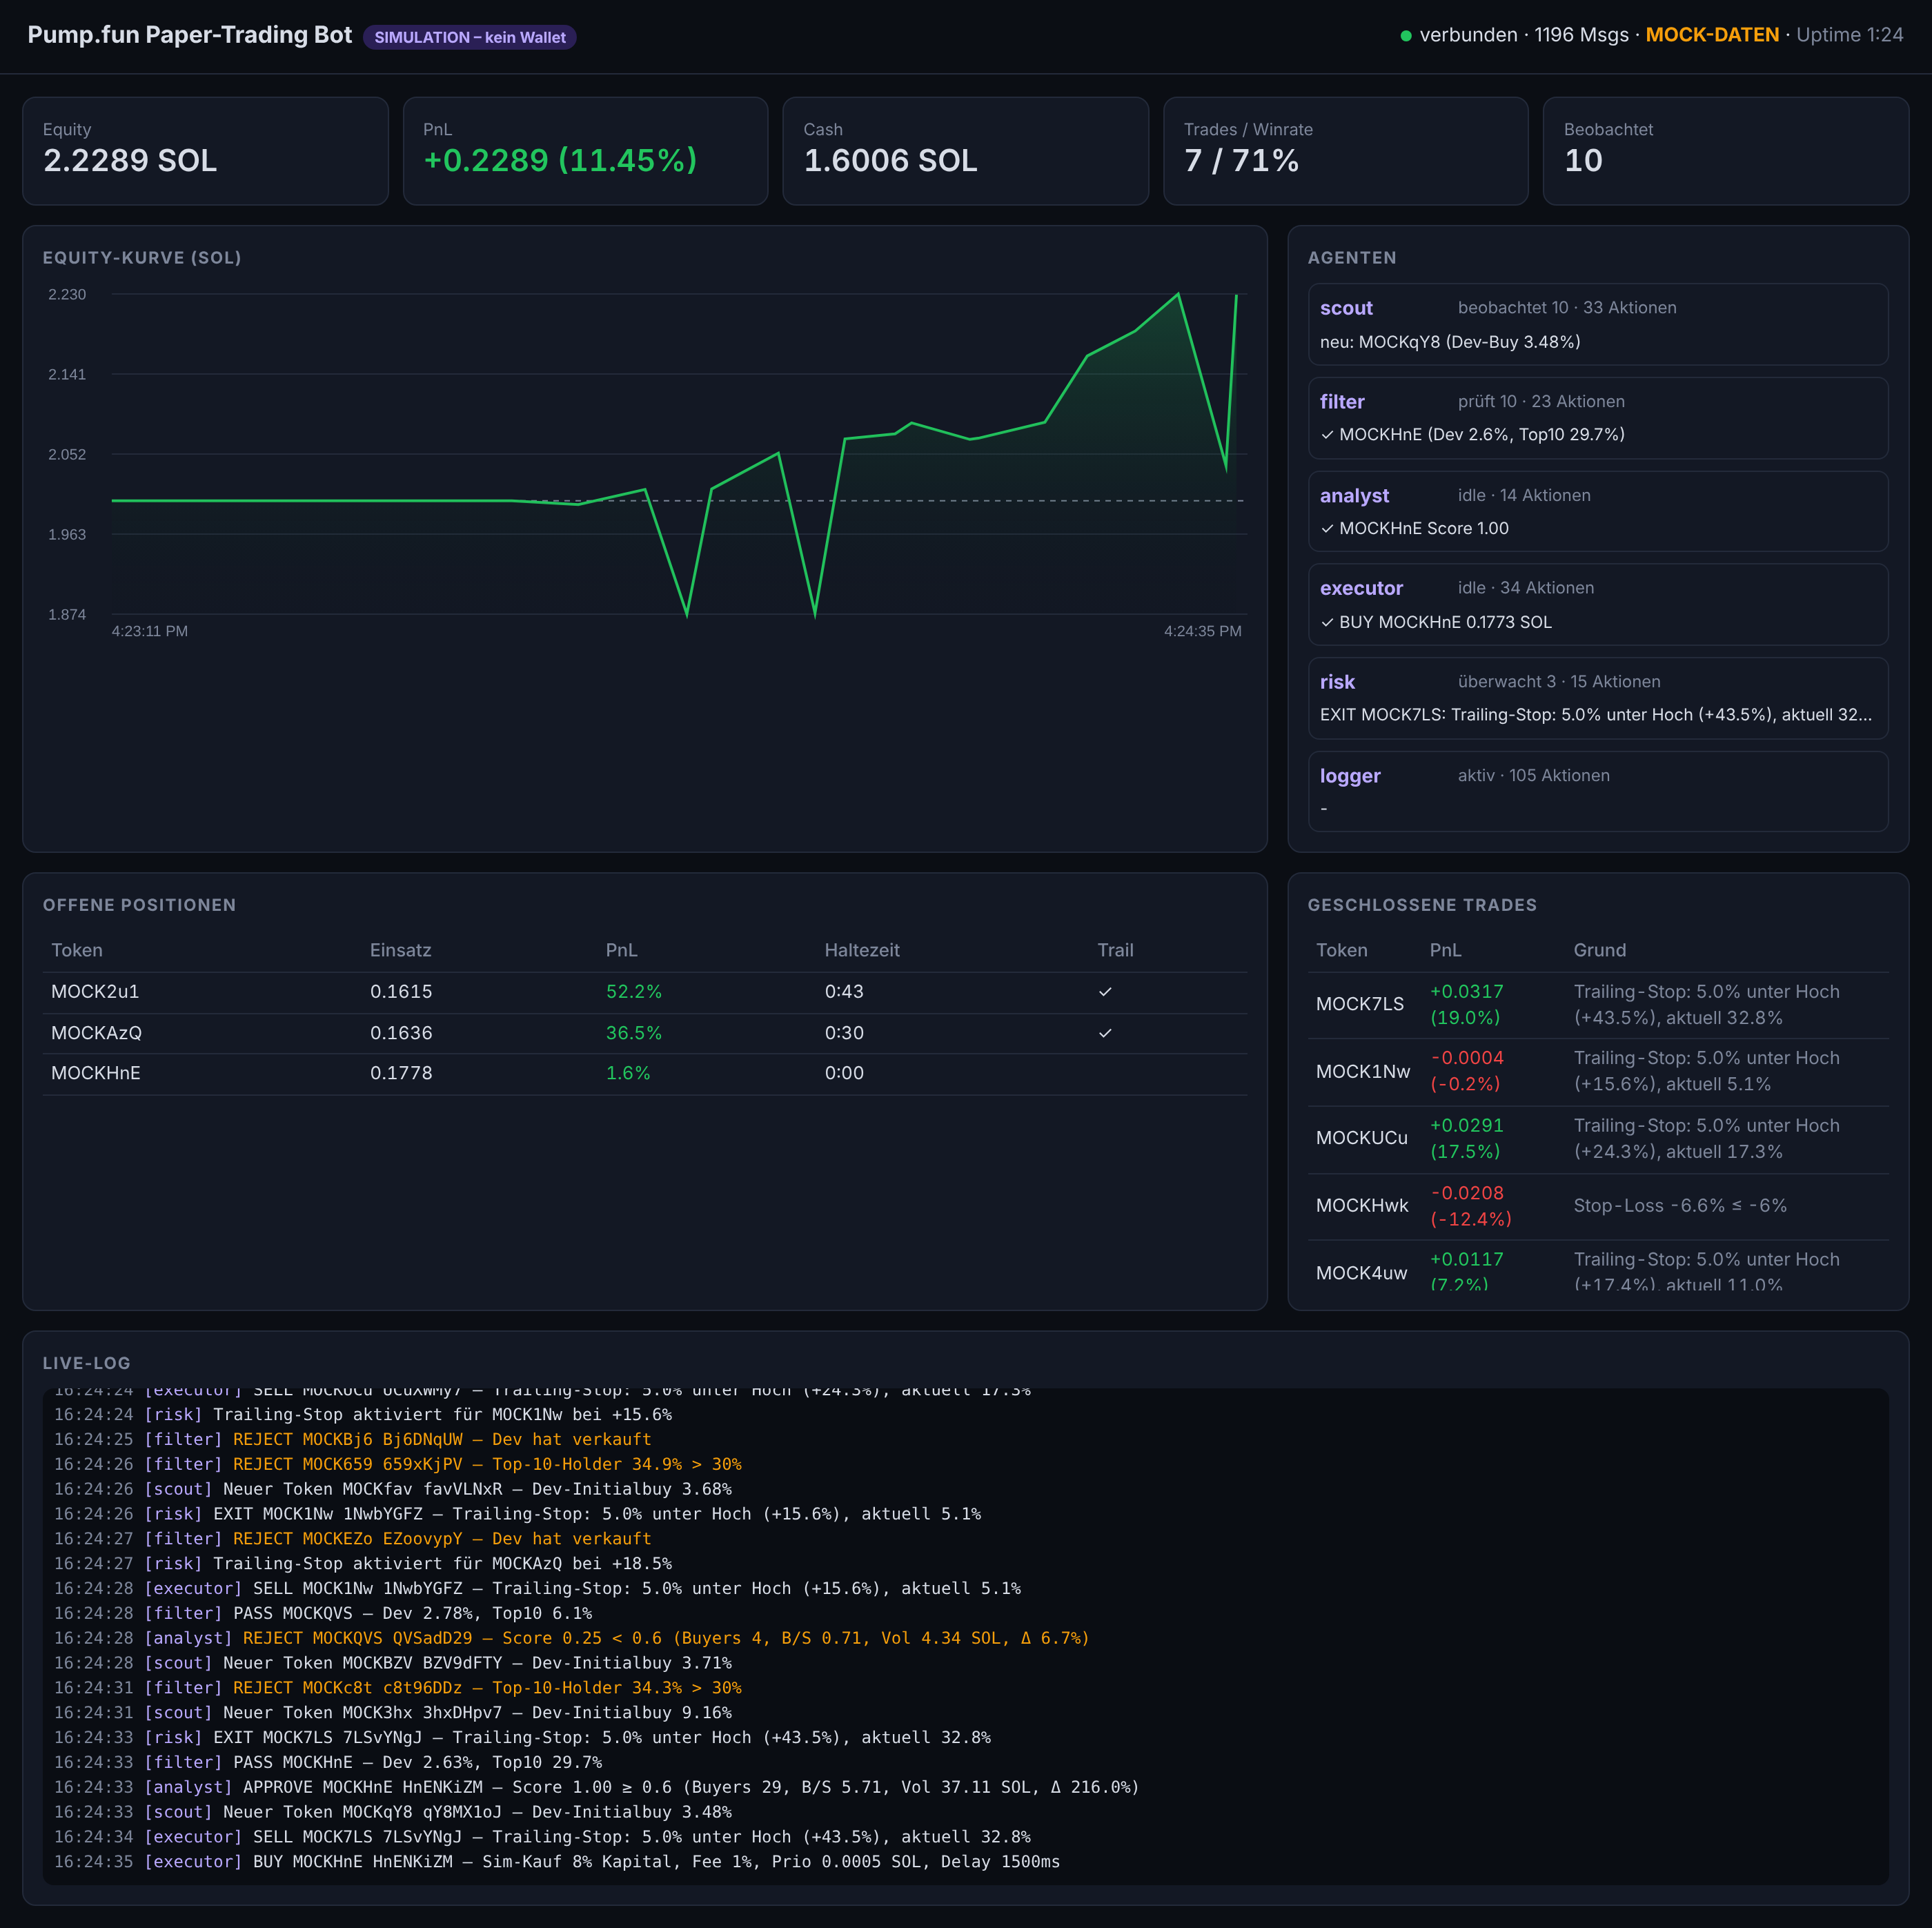 Pump.fun Paper-Trading Bot SIMULATION – kein Wallet
verbunden · 1196 Msgs · MOCK-DATEN · Uptime 1:24
Equity
2.2289 SOL
PnL
+0.2289 (11.45%)
Cash
1.6006 SOL
Trades / Winrate
7 / 71%
Beobachtet
10
EQUITY-KURVE (SOL)
2.230
2.141
2.052
1.963
1.874
4:23:11 PM 4:24:35 PM
AGENTEN
scout beobachtet 10 · 33 Aktionen
neu: MOCKqY8 (Dev-Buy 3.48%)
filter prüft 10 · 23 Aktionen
✓ MOCKHnE (Dev 2.6%, Top10 29.7%)
analyst idle · 14 Aktionen
✓ MOCKHnE Score 1.00
executor idle · 34 Aktionen
✓ BUY MOCKHnE 0.1773 SOL
risk überwacht 3 · 15 Aktionen
EXIT MOCK7LS: Trailing-Stop: 5.0% unter Hoch (+43.5%), aktuell 32...
logger aktiv · 105 Aktionen
-
OFFENE POSITIONEN
Token Einsatz PnL Haltezeit Trail
MOCK2u1 0.1615 52.2% 0:43 ✓
MOCKAzQ 0.1636 36.5% 0:30 ✓
MOCKHnE 0.1778 1.6% 0:00
GESCHLOSSENE TRADES
Token PnL Grund
MOCK7LS +0.0317 (19.0%) Trailing-Stop: 5.0% unter Hoch (+43.5%), aktuell 32.8%
MOCK1Nw -0.0004 (-0.2%) Trailing-Stop: 5.0% unter Hoch (+15.6%), aktuell 5.1%
MOCKUCu +0.0291 (17.5%) Trailing-Stop: 5.0% unter Hoch (+24.3%), aktuell 17.3%
MOCKHwk -0.0208 (-12.4%) Stop-Loss -6.6% ≤ -6%
MOCK4uw +0.0117 (7.2%) Trailing-Stop: 5.0% unter Hoch (+17.4%), aktuell 11.0%
LIVE-LOG
16:24:24 [executor] SELL MOCKUCu UCuXWMy7 — Trailing-Stop: 5.0% unter Hoch (+24.3%), aktuell 17.3%
16:24:24 [risk] Trailing-Stop aktiviert für MOCK1Nw bei +15.6%
16:24:25 [filter] REJECT MOCKBj6 Bj6DNqUW — Dev hat verkauft
16:24:26 [filter] REJECT MOCK659 659xKjPV — Top-10-Holder 34.9% > 30%
16:24:26 [scout] Neuer Token MOCKfav favVLNxR — Dev-Initialbuy 3.68%
16:24:26 [risk] EXIT MOCK1Nw 1NwbYGFZ — Trailing-Stop: 5.0% unter Hoch (+15.6%), aktuell 5.1%
16:24:27 [filter] REJECT MOCKEZo EZoovypY — Dev hat verkauft
16:24:27 [risk] Trailing-Stop aktiviert für MOCKAzQ bei +18.5%
16:24:28 [executor] SELL MOCK1Nw 1NwbYGFZ — Trailing-Stop: 5.0% unter Hoch (+15.6%), aktuell 5.1%
16:24:28 [filter] PASS MOCKQVS — Dev 2.78%, Top10 6.1%
16:24:28 [analyst] REJECT MOCKQVS QVSadD29 — Score 0.25 < 0.6 (Buyers 4, B/S 0.71, Vol 4.34 SOL, Δ 6.7%)
16:24:28 [scout] Neuer Token MOCKBZV BZV9dFTY — Dev-Initialbuy 3.71%
16:24:31 [filter] REJECT MOCKc8t c8t96DDz — Top-10-Holder 34.3% > 30%
16:24:31 [scout] Neuer Token MOCK3hx 3hxDHpv7 — Dev-Initialbuy 9.16%
16:24:33 [risk] EXIT MOCK7LS 7LSvYNgJ — Trailing-Stop: 5.0% unter Hoch (+43.5%), aktuell 32.8%
16:24:33 [filter] PASS MOCKHnE — Dev 2.63%, Top10 29.7%
16:24:33 [analyst] APPROVE MOCKHnE HnENKiZM — Score 1.00 ≥ 0.6 (Buyers 29, B/S 5.71, Vol 37.11 SOL, Δ 216.0%)
16:24:33 [scout] Neuer Token MOCKqY8 qY8MX1oJ — Dev-Initialbuy 3.48%
16:24:34 [executor] SELL MOCK7LS 7LSvYNgJ — Trailing-Stop: 5.0% unter Hoch (+43.5%), aktuell 32.8%
16:24:35 [executor] BUY MOCKHnE HnENKiZM — Sim-Kauf 8% Kapital, Fee 1%, Prio 0.0005 SOL, Delay 1500ms